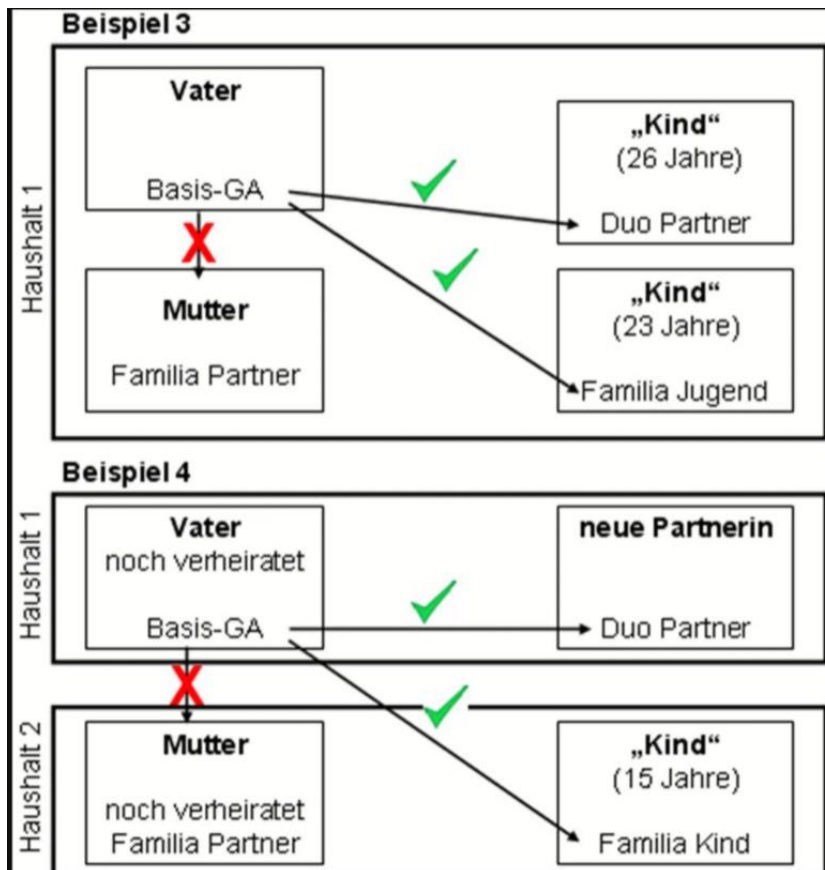 Beispiel 3
Haushalt 1
Vater
Basis-GA
„Kind“
(26 Jahre)
Duo Partner
X
Mutter
Familia Partner
„Kind“
(23 Jahre)
Familia Jugend
Beispiel 4
Haushalt 1
Vater
noch verheiratet
Basis-GA
neue Partnerin
Duo Partner
X
Haushalt 2
Mutter
noch verheiratet
Familia Partner
„Kind“
(15 Jahre)
Familia Kind